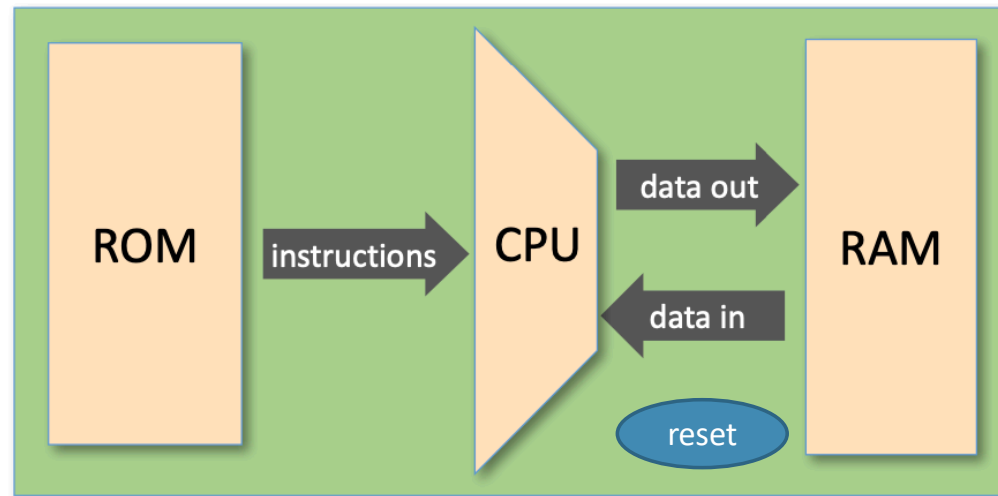 ROM
instructions
CPU
data out
data in
RAM
reset